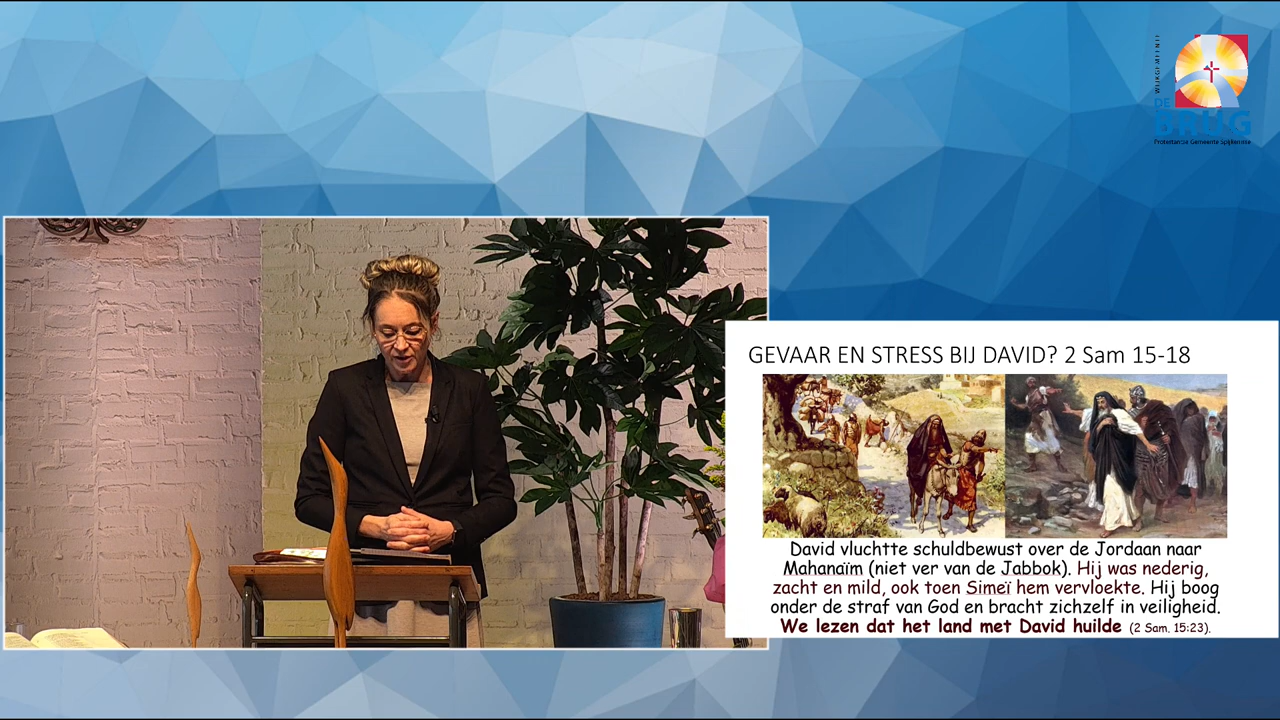 WIJKGEMEENTE
DE
BRUG
Protestantse Gemeente Spijkenisse
GEVAAR EN STRESS BIJ DAVID? 2 Sam 15-18
David vluchtte schuldbewust over de Jordaan naar
Mahanaïm (niet ver van de Jabbok). Hij was nederig,
zacht en mild, ook toen Simeï hem vervloekte. Hij boog
onder de straf van God en bracht zichzelf in veiligheid.
We lezen dat het land met David huilde (2 Sam. 15:23).